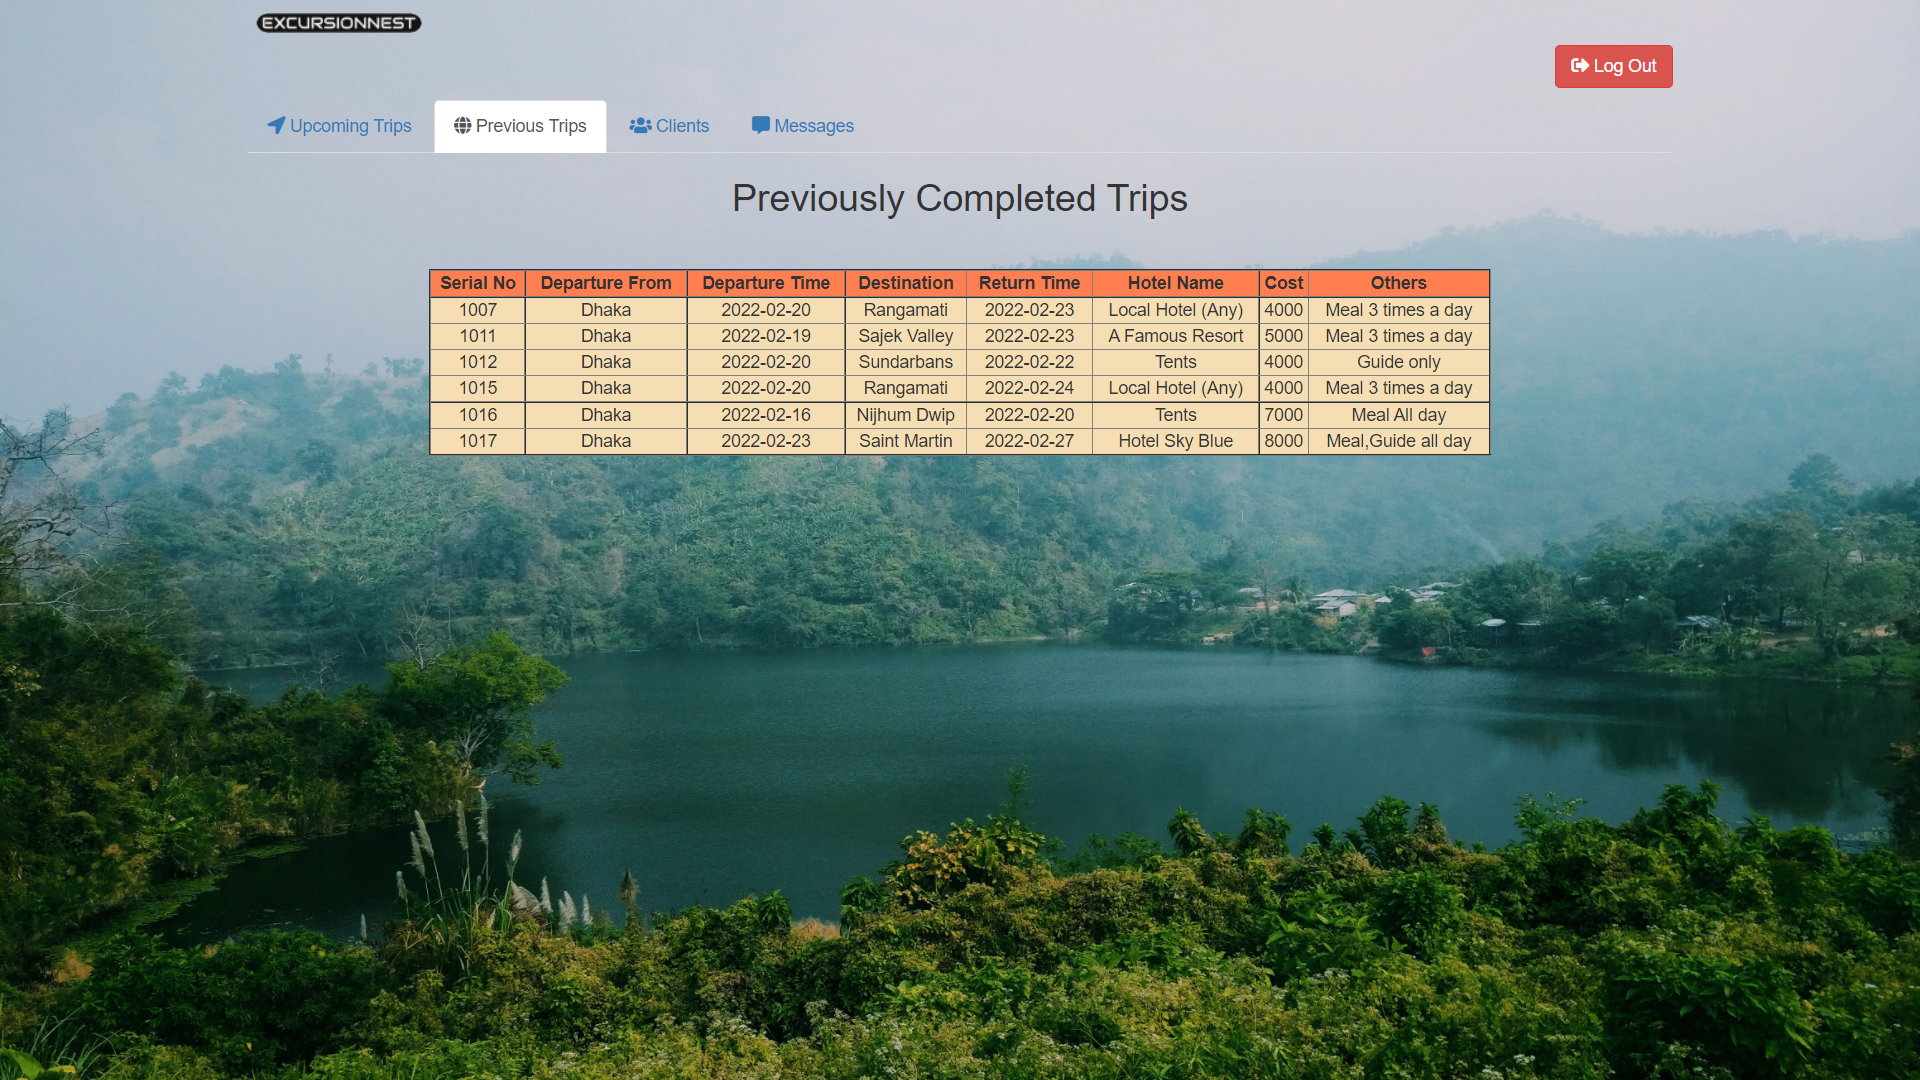 EXCURSIONNEST
Log Out
Upcoming Trips Previous Trips Clients Messages
Previously Completed Trips
Serial No Departure From Departure Time Destination Return Time Hotel Name Cost Others
1007 Dhaka 2022-02-20 Rangamati 2022-02-23 Local Hotel (Any) 4000 Meal 3 times a day
1011 Dhaka 2022-02-19 Sajek Valley 2022-02-23 A Famous Resort 5000 Meal 3 times a day
1012 Dhaka 2022-02-20 Sundarbans 2022-02-22 Tents 4000 Guide only
1015 Dhaka 2022-02-20 Rangamati 2022-02-24 Local Hotel (Any) 4000 Meal 3 times a day
1016 Dhaka 2022-02-16 Nijhum Dwip 2022-02-20 Tents 7000 Meal All day
1017 Dhaka 2022-02-23 Saint Martin 2022-02-27 Hotel Sky Blue 8000 Meal,Guide all day